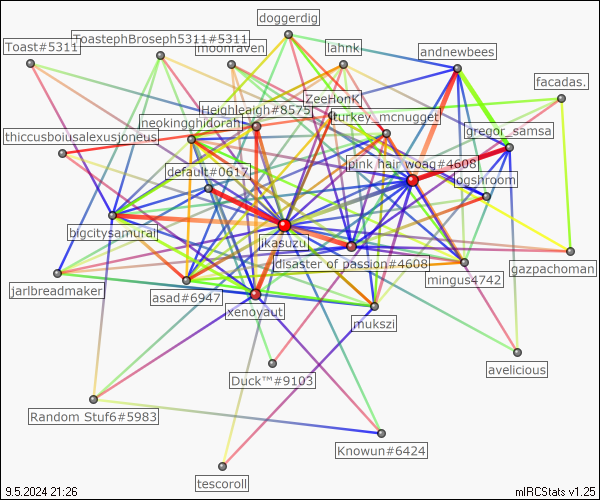 doggerdig
ToastephBroseph5311#5311
Toast#5311
moonraven
lahnk
andnewbees
facadas.
ZeeHonK
Heighleaigh#8575
turkey_mcnugget
neokingghidorah
gregor_samsa
thiccusboiusalexusjoneus
pink hair woag#4608
default#0617
ogshroom
bigcitysamurai
ikasuzu
disaster of passion#4608
gazpachoman
mingus4742
jarlbreadmaker
asad#6947
xenoyaut
mukszi
avelicious
Duck™#9103
Random Stuf6#5983
Knowun#6424
tescoroll
9.5.2024 21:26
mIRCStats v1.25